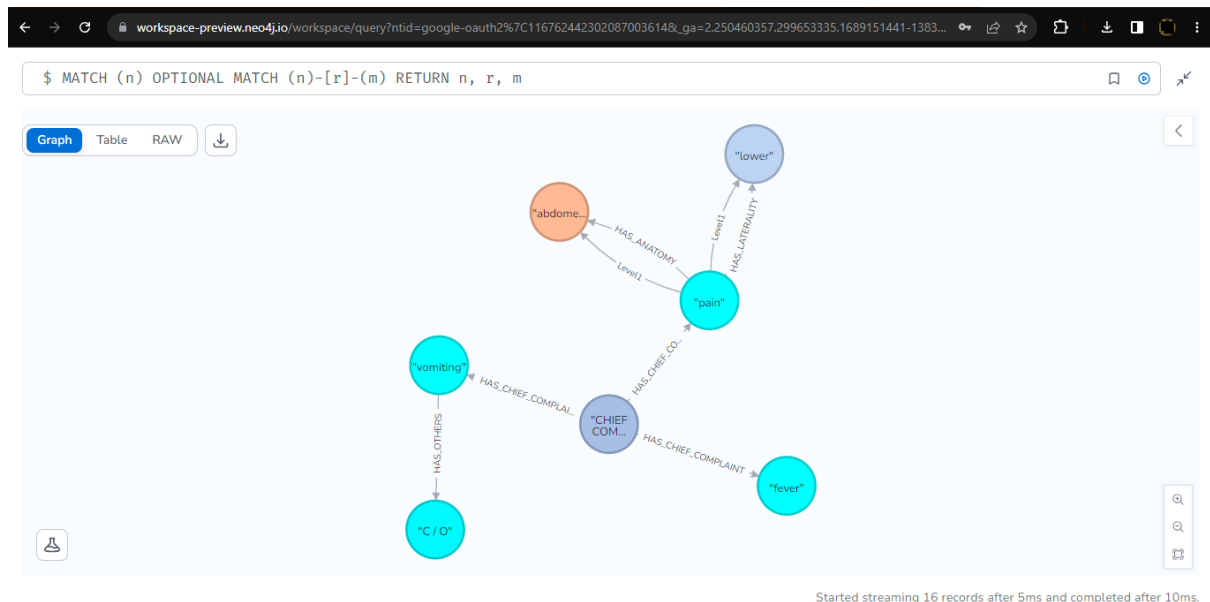 workspace-preview.neo4j.io/workspace/query?ntid=google-oauth2%7C116762442302087003614&_ga=2.250460357.299653335.1689151441-1383...
$ MATCH (n) OPTIONAL MATCH (n)-[r]-(m) RETURN n, r, m
Graph Table RAW
"lower"
"abdome...
HAS_ANATOMY
Level1
Level1
HAS_LATERALITY
"pain"
HAS_CHIEF_CO...
"vomiting"
HAS_CHIEF_COMPLAI...
"CHIEF
COM...
HAS_OTHERS
HAS_CHIEF_COMPLAINT
"fever"
"C / O"
Started streaming 16 records after 5ms and completed after 10ms.